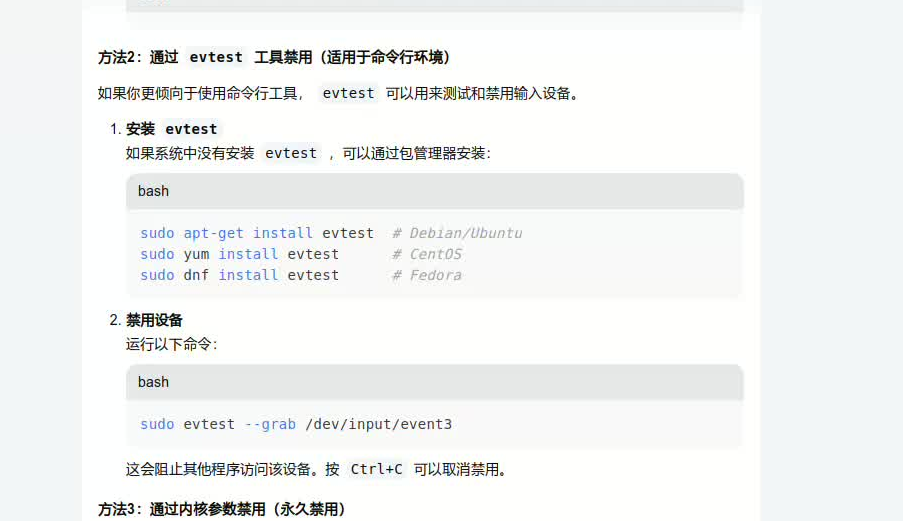 方法2：通过 evtest 工具禁用（适用于命令行环境）
如果你更倾向于使用命令行工具， evtest 可以用来测试和禁用输入设备。
1. 安装 evtest
如果系统中没有安装 evtest ，可以通过包管理器安装：
bash
sudo apt-get install evtest  # Debian/Ubuntu
sudo yum install evtest      # CentOS
sudo dnf install evtest      # Fedora
2. 禁用设备
运行以下命令：
bash
sudo evtest --grab /dev/input/event3
这会阻止其他程序访问该设备。按 Ctrl+C 可以取消禁用。
方法3：通过内核参数禁用（永久禁用）